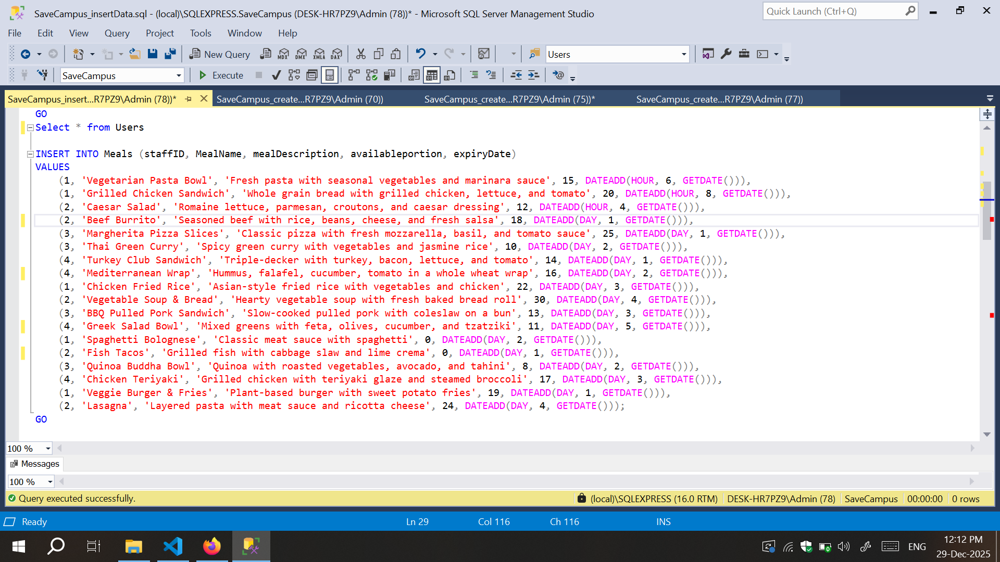 SaveCampus_insertData.sql - (local)\SQLEXPRESS.SaveCampus (DESK-HR7PZ9\Admin (78))* - Microsoft SQL Server Management Studio
Quick Launch (Ctrl+Q)
File Edit View Query Project Tools Window Help
New Query MDX DMX XMLA DAX Users
SaveCampus Execute
SaveCampus_insert...R7PZ9\Admin (78))* SaveCampus_create...R7PZ9\Admin (70)) SaveCampus_create...R7PZ9\Admin (75))* SaveCampus_create...R7PZ9\Admin (77))
GO
Select * from Users
INSERT INTO Meals (staffID, MealName, mealDescription, availableportion, expiryDate)
VALUES
(1, 'Vegetarian Pasta Bowl', 'Fresh pasta with seasonal vegetables and marinara sauce', 15, DATEADD(HOUR, 6, GETDATE())),
(1, 'Grilled Chicken Sandwich', 'Whole grain bread with grilled chicken, lettuce, and tomato', 20, DATEADD(HOUR, 8, GETDATE())),
(2, 'Caesar Salad', 'Romaine lettuce, parmesan, croutons, and caesar dressing', 12, DATEADD(HOUR, 4, GETDATE())),
(2, 'Beef Burrito', 'Seasoned beef with rice, beans, cheese, and fresh salsa', 18, DATEADD(DAY, 1, GETDATE())),
(3, 'Margherita Pizza Slices', 'Classic pizza with fresh mozzarella, basil, and tomato sauce', 25, DATEADD(DAY, 1, GETDATE())),
(3, 'Thai Green Curry', 'Spicy green curry with vegetables and jasmine rice', 10, DATEADD(DAY, 2, GETDATE())),
(4, 'Turkey Club Sandwich', 'Triple-decker with turkey, bacon, lettuce, and tomato', 14, DATEADD(DAY, 1, GETDATE())),
(4, 'Mediterranean Wrap', 'Hummus, falafel, cucumber, tomato in a whole wheat wrap', 16, DATEADD(DAY, 2, GETDATE())),
(1, 'Chicken Fried Rice', 'Asian-style fried rice with vegetables and chicken', 22, DATEADD(DAY, 3, GETDATE())),
(2, 'Vegetable Soup & Bread', 'Hearty vegetable soup with fresh baked bread roll', 30, DATEADD(DAY, 4, GETDATE())),
(3, 'BBQ Pulled Pork Sandwich', 'Slow-cooked pulled pork with coleslaw on a bun', 13, DATEADD(DAY, 3, GETDATE())),
(4, 'Greek Salad Bowl', 'Mixed greens with feta, olives, cucumber, and tzatziki', 11, DATEADD(DAY, 5, GETDATE())),
(1, 'Spaghetti Bolognese', 'Classic meat sauce with spaghetti', 0, DATEADD(DAY, 2, GETDATE())),
(2, 'Fish Tacos', 'Grilled fish with cabbage slaw and lime crema', 0, DATEADD(DAY, 1, GETDATE())),
(3, 'Quinoa Buddha Bowl', 'Quinoa with roasted vegetables, avocado, and tahini', 8, DATEADD(DAY, 2, GETDATE())),
(4, 'Chicken Teriyaki', 'Grilled chicken with teriyaki glaze and steamed broccoli', 17, DATEADD(DAY, 3, GETDATE())),
(1, 'Veggie Burger & Fries', 'Plant-based burger with sweet potato fries', 19, DATEADD(DAY, 1, GETDATE())),
(2, 'Lasagna', 'Layered pasta with meat sauce and ricotta cheese', 24, DATEADD(DAY, 4, GETDATE()));
GO
100 %
Messages
100 %
Query executed successfully. (local)\SQLEXPRESS (16.0 RTM) DESK-HR7PZ9\Admin (78) SaveCampus 00:00:00 0 rows
Ready Ln 29 Col 116 Ch 116 INS
ENG 12:12 PM
29-Dec-2025